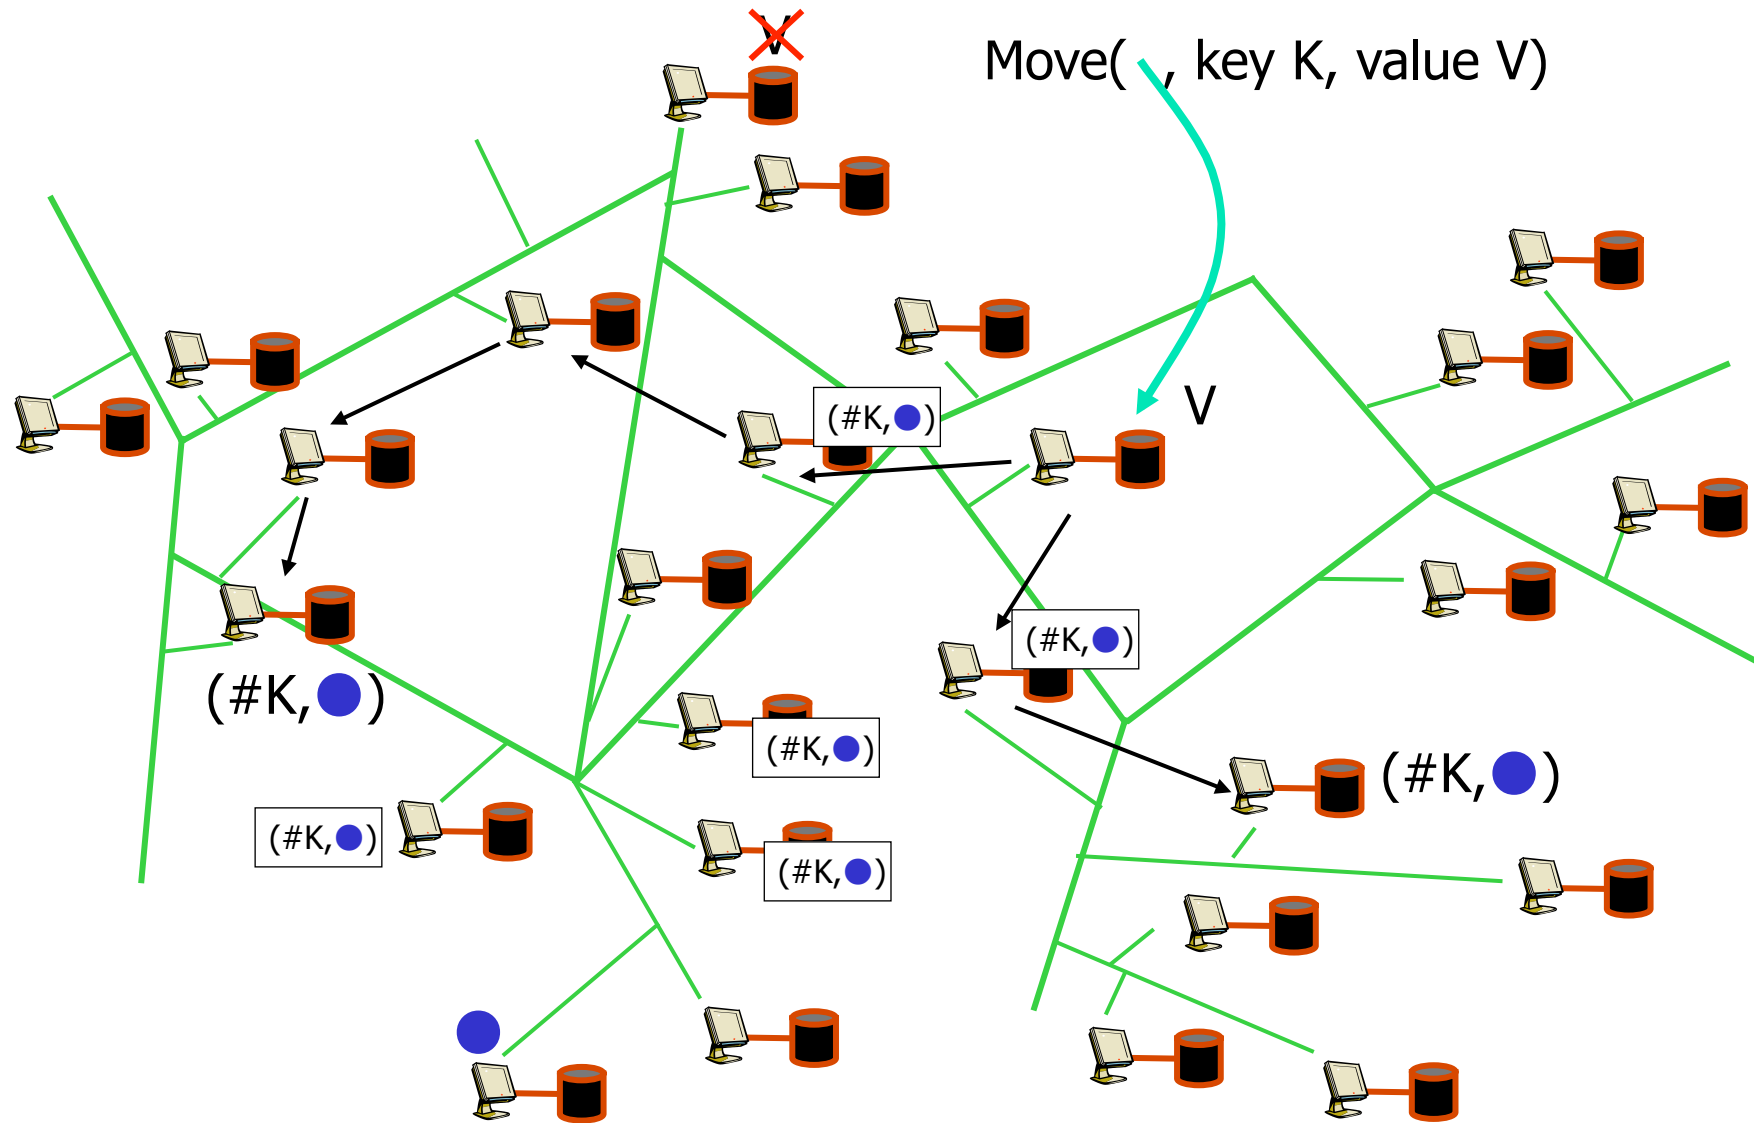 V
Move( , key K, value V)
(#K, )
V
(#K, )
(#K, )
(#K, )
(#K, )
(#K, )
(#K, )